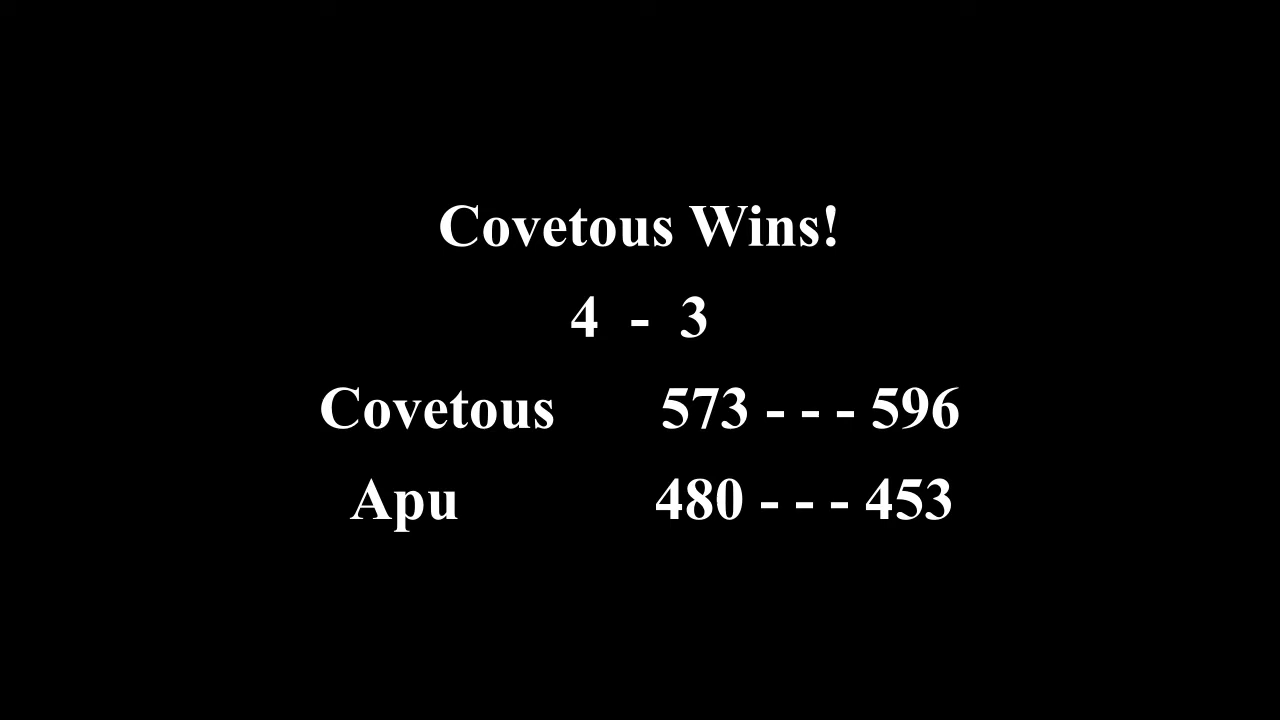 Covetous Wins!
4 - 3
Covetous 573 - - - 596
Apu 480 - - - 453